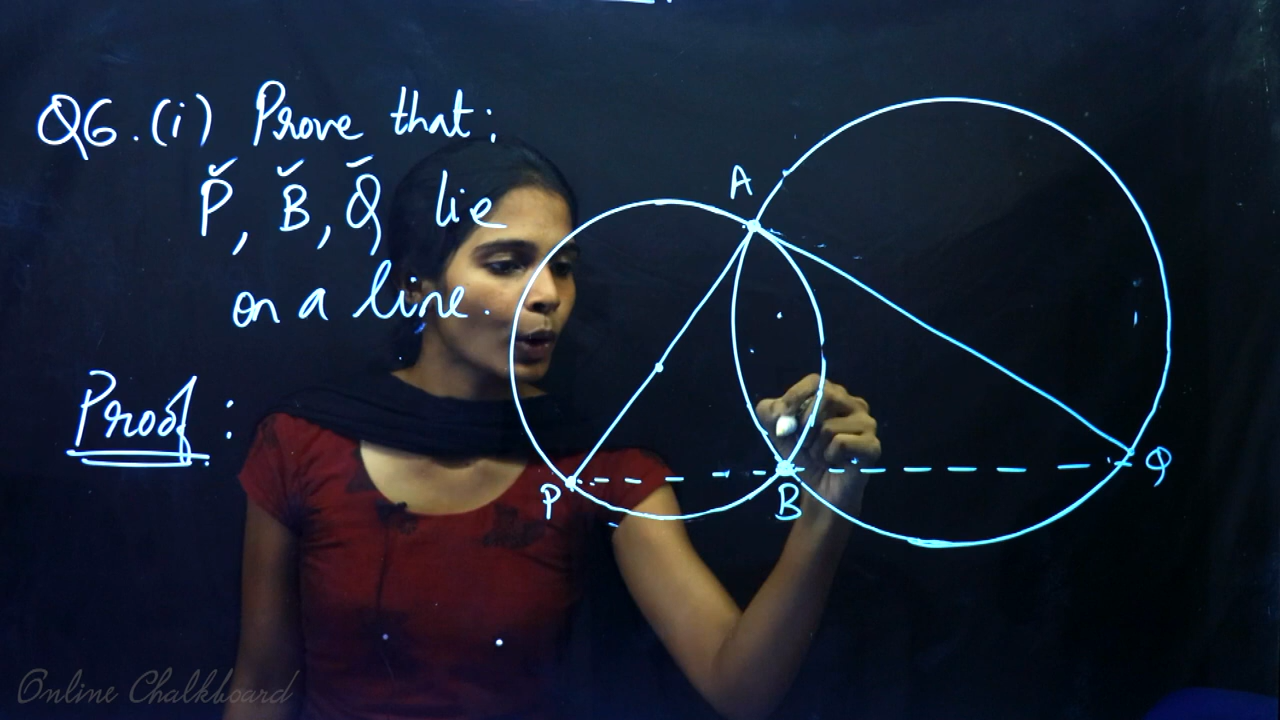 Q6. (i) Prove that:
P, B, Q lie
on a line.
Proof:
A
P
B
Q
Online Chalkboard